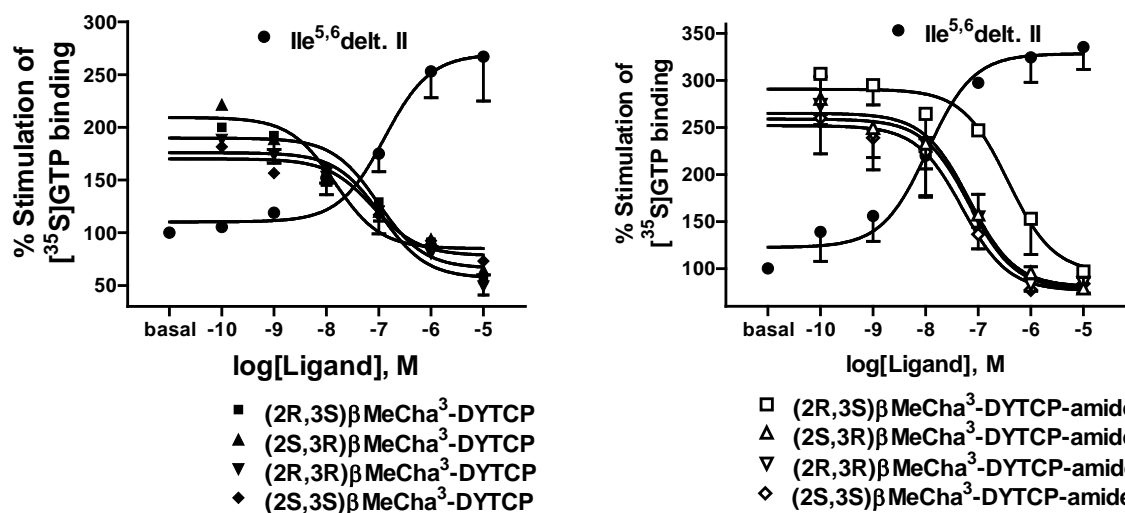 % Stimulation of
[³⁵S]GTP binding
300
250
200
150
100
50
● Ile⁵,⁶delt. II
basal -10 -9 -8 -7 -6 -5
log[Ligand], M
■ (2R,3S)βMeCha³-DYTCP
▲ (2S,3R)βMeCha³-DYTCP
▼ (2R,3R)βMeCha³-DYTCP
◆ (2S,3S)βMeCha³-DYTCP
% Stimulation of
[³⁵S]GTP binding
350
300
250
200
150
100
● Ile⁵,⁶delt. II
basal -10 -9 -8 -7 -6 -5
log[Ligand], M
□ (2R,3S)βMeCha³-DYTCP-amide
△ (2S,3R)βMeCha³-DYTCP-amide
▽ (2R,3R)βMeCha³-DYTCP-amide
◇ (2S,3S)βMeCha³-DYTCP-amide